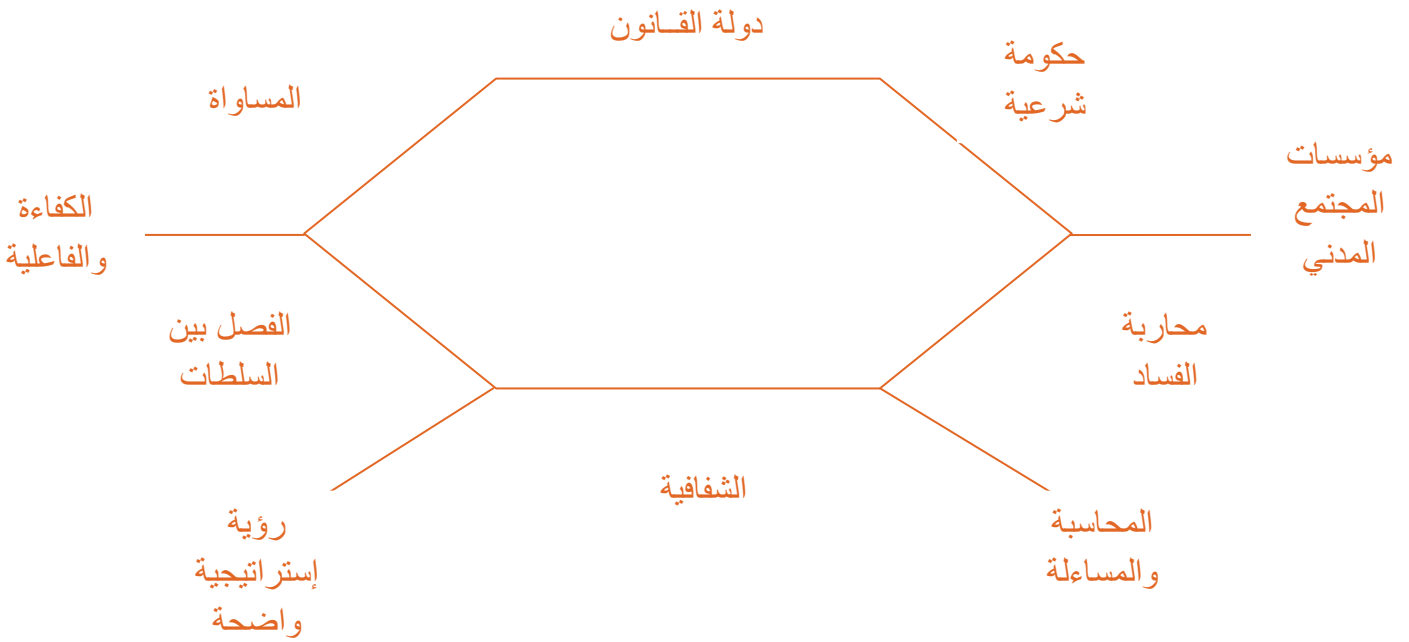 دولة القــانون
حكومة
شرعية
المساواة
مؤسسات
المجتمع
المدني
الكفاءة
والفاعلية
محاربة
الفساد
الفصل بين
السلطات
الشفافية
المحاسبة
والمساءلة
رؤية
إستراتيجية
واضحة